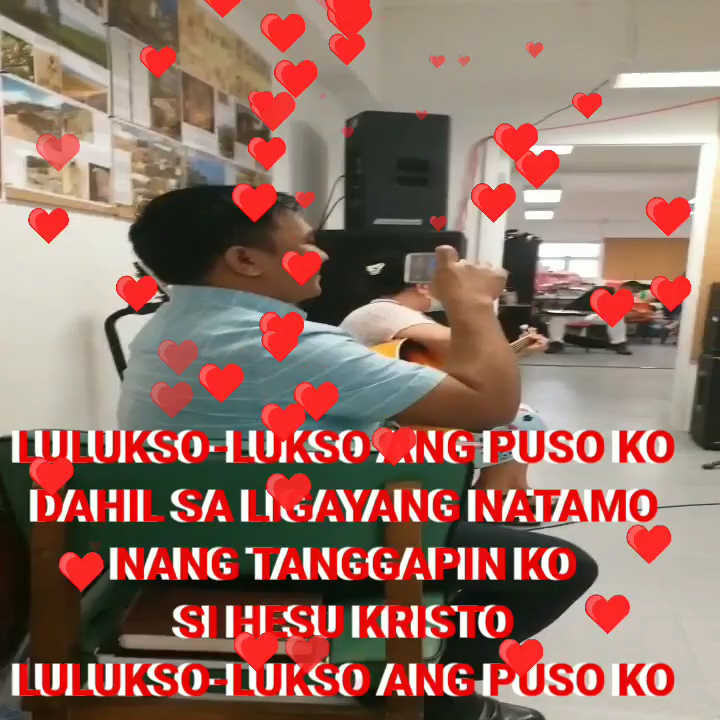 LULUKSO-LUKSO ANG PUSO KO
DAHIL SA LIGAYANG NATAMO
NANG TANGGAPIN KO
SI HESU KRISTO
LULUKSO-LUKSO ANG PUSO KO